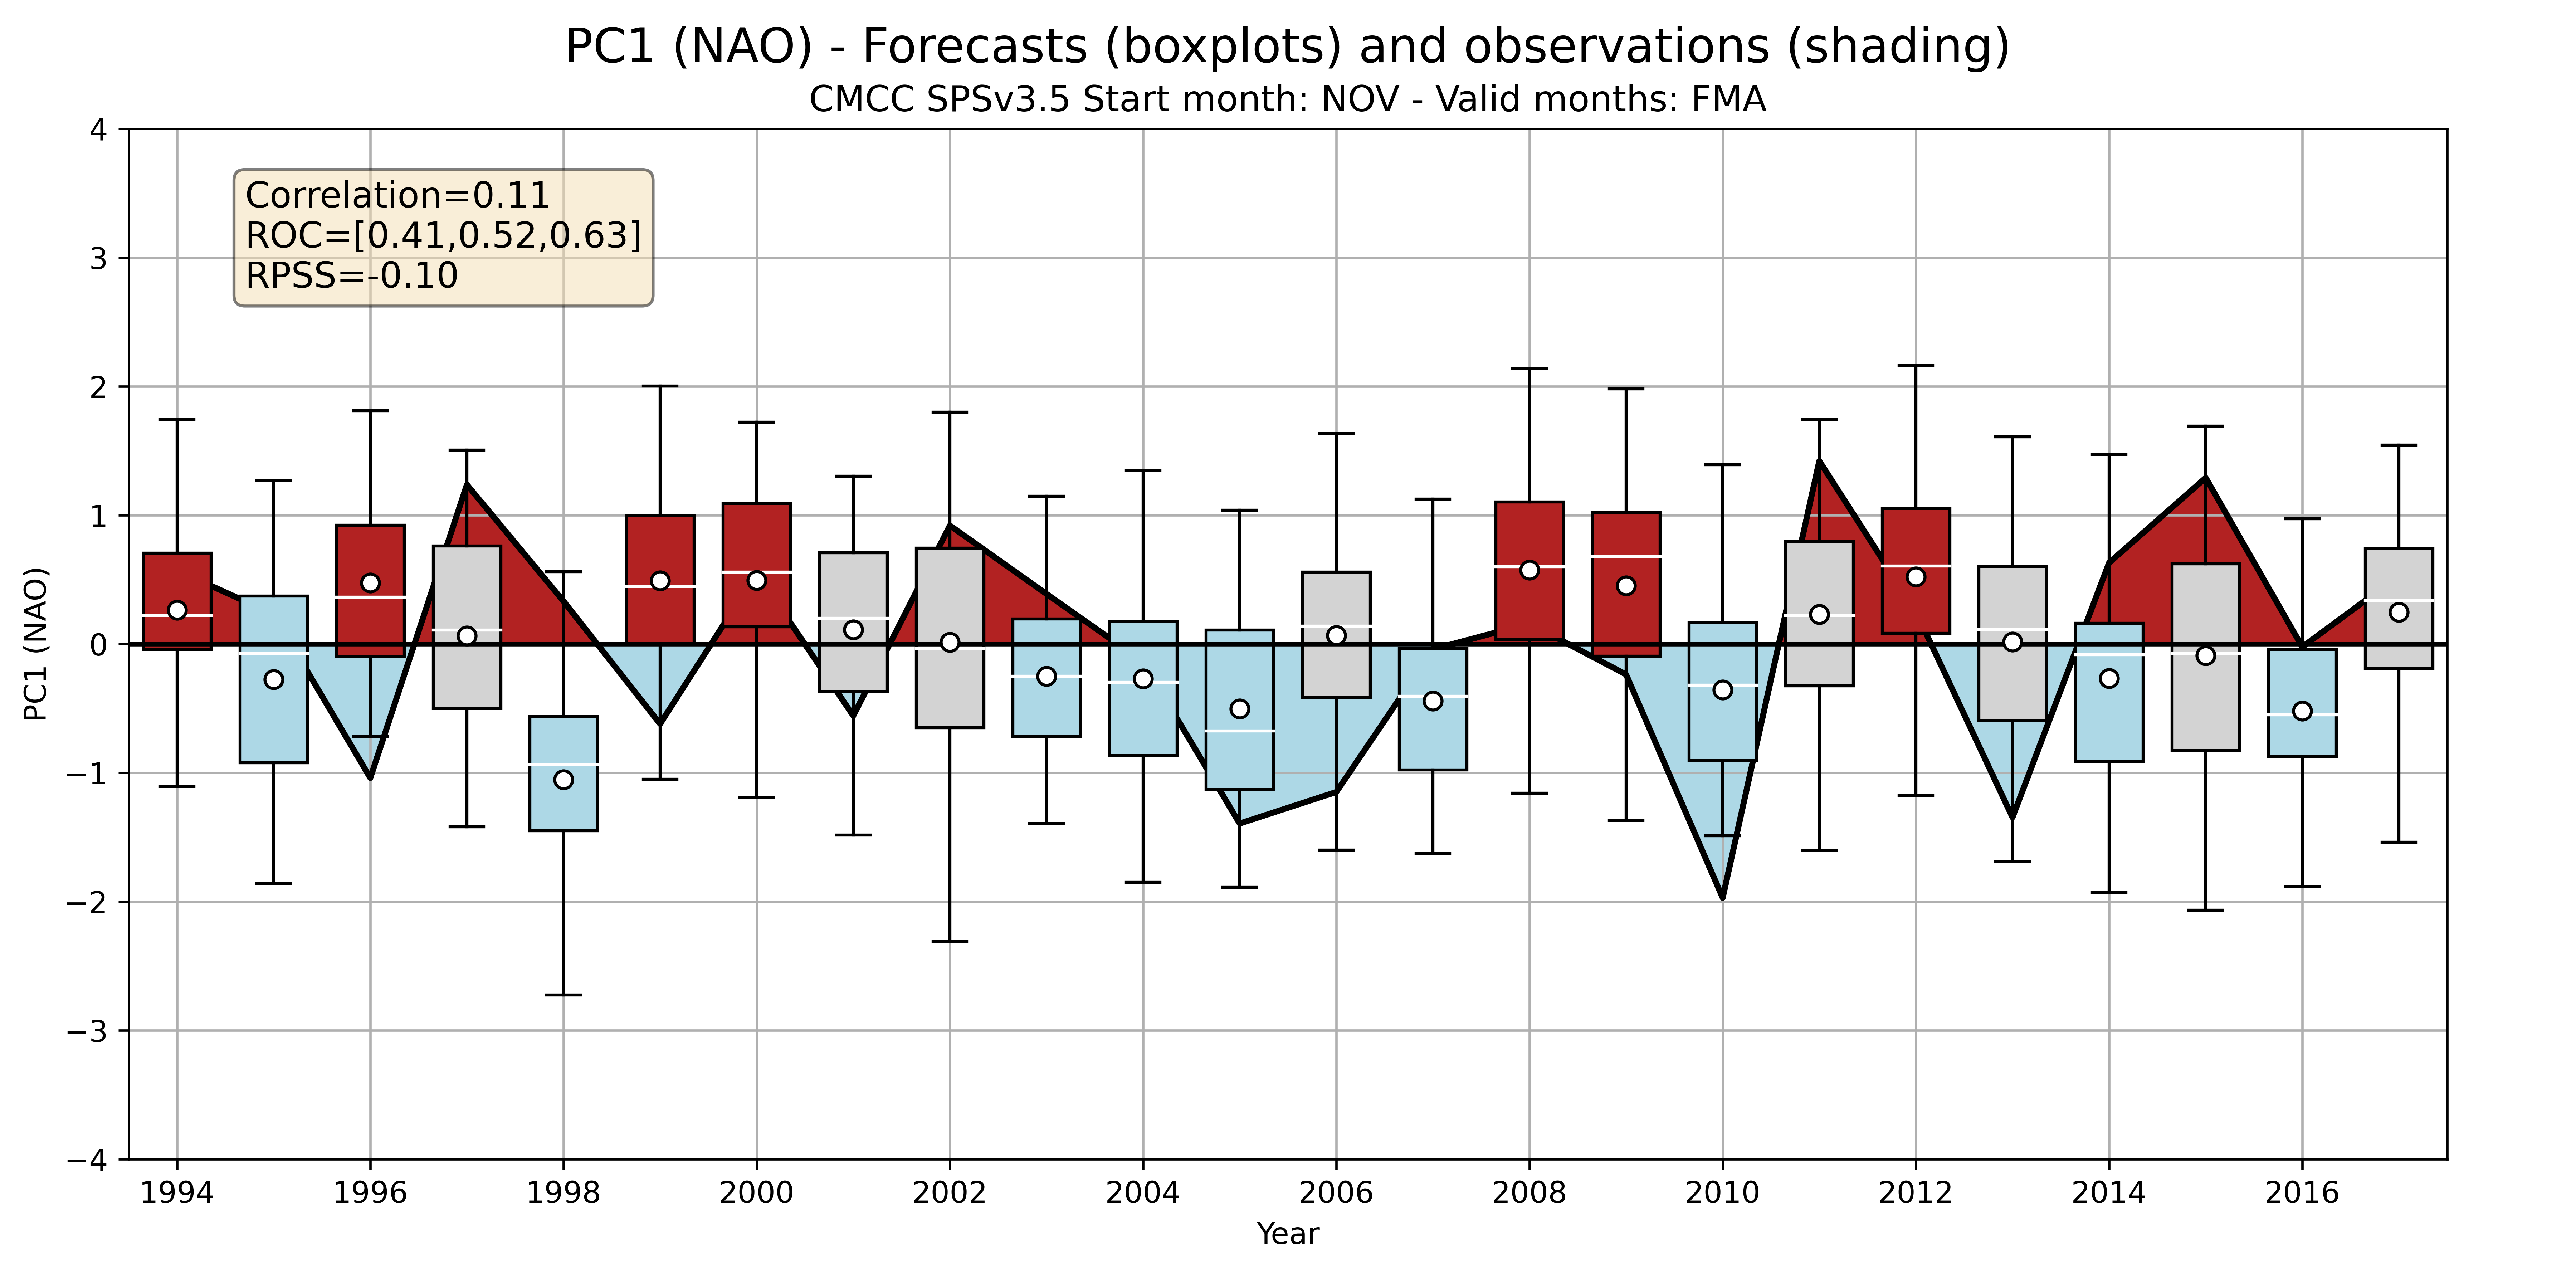 PC1 (NAO) - Forecasts (boxplots) and observations (shading)
CMCC SPSv3.5 Start month: NOV - Valid months: FMA
Correlation=0.11
ROC=[0.41,0.52,0.63]
RPSS=-0.10
PC1 (NAO)
4
3
2
1
0
−1
−2
−3
−4
1994 1996 1998 2000 2002 2004 2006 2008 2010 2012 2014 2016
Year